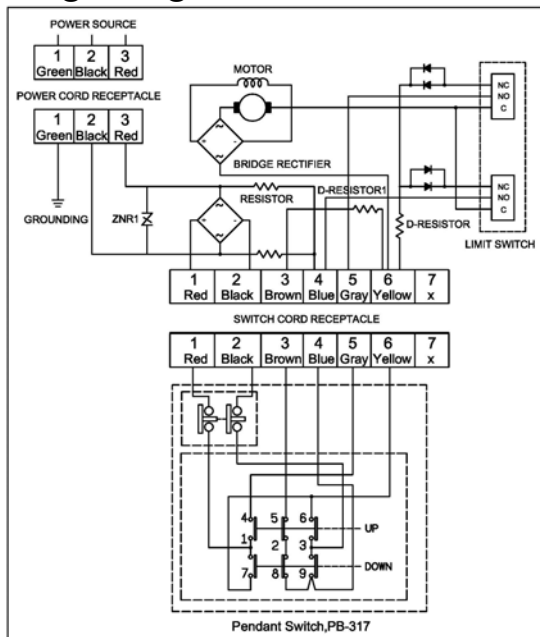 POWER SOURCE
1 2 3
Green Black Red
POWER CORD RECEPTACLE
1 2 3
Green Black Red
GROUNDING
ZNR1
MOTOR
BRIDGE RECTIFIER
RESISTOR
D-RESISTOR1
D-RESISTOR
NC
NO
C
NC
NO
C
LIMIT SWITCH
1 2 3 4 5 6 7
Red Black Brown Blue Gray Yellow x
SWITCH CORD RECEPTACLE
1 2 3 4 5 6 7
Red Black Brown Blue Gray Yellow x
4 5 6
UP
1 2 3
DOWN
7 8 9
Pendant Switch,PB-317